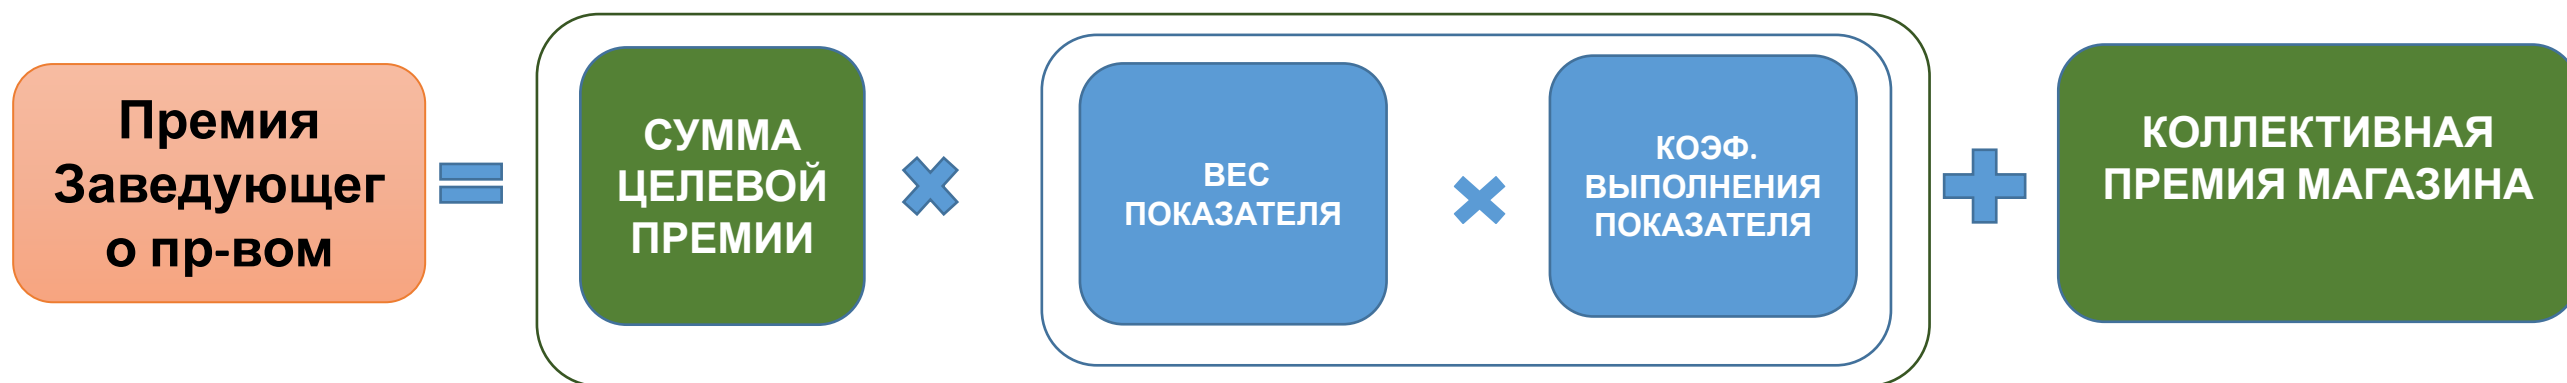 Премия
Заведующег
о пр-вом
СУММА
ЦЕЛЕВОЙ
ПРЕМИИ
ВЕС
ПОКАЗАТЕЛЯ
КОЭФ.
ВЫПОЛНЕНИЯ
ПОКАЗАТЕЛЯ
КОЛЛЕКТИВНАЯ
ПРЕМИЯ МАГАЗИНА